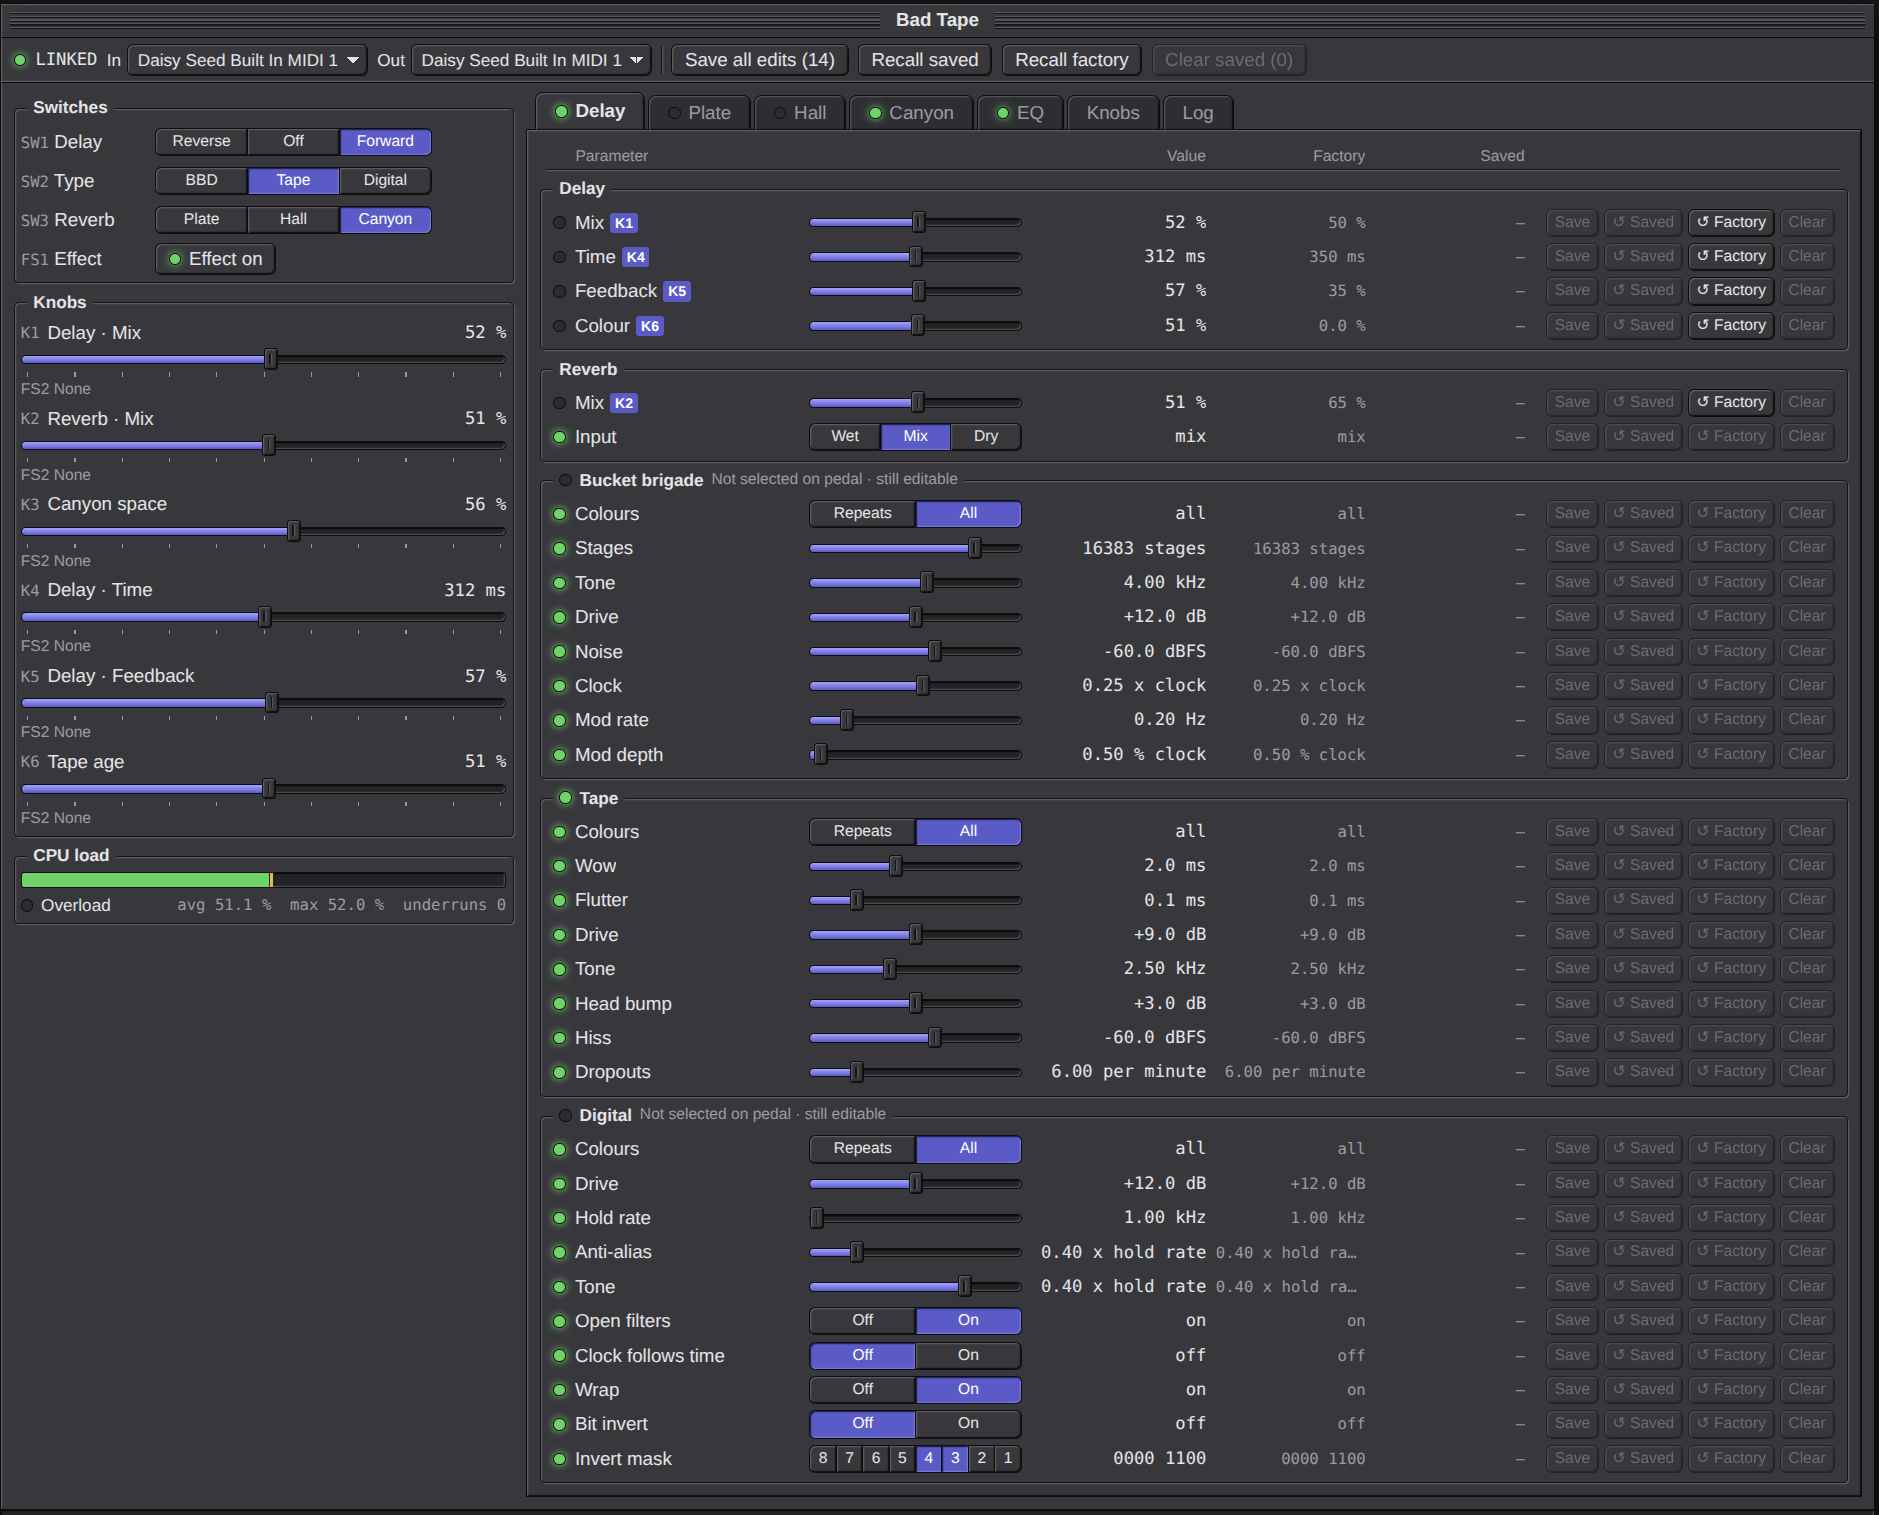 Bad Tape
LINKED In Daisy Seed Built In MIDI 1 Out Daisy Seed Built In MIDI 1 Save all edits (14) Recall saved Recall factory Clear saved (0)
Switches
SW1 Delay Reverse Off Forward
SW2 Type BBD Tape Digital
SW3 Reverb Plate Hall Canyon
FS1 Effect Effect on
Knobs
K1 Delay · Mix 52 %
FS2 None
K2 Reverb · Mix 51 %
FS2 None
K3 Canyon space 56 %
FS2 None
K4 Delay · Time 312 ms
FS2 None
K5 Delay · Feedback 57 %
FS2 None
K6 Tape age 51 %
FS2 None
CPU load
Overload avg 51.1 % max 52.0 % underruns 0
Delay Plate Hall Canyon EQ Knobs Log
Parameter Value Factory Saved
Delay
Mix K1 52 % 50 % – Save ↺ Saved ↺ Factory Clear
Time K4 312 ms 350 ms – Save ↺ Saved ↺ Factory Clear
Feedback K5 57 % 35 % – Save ↺ Saved ↺ Factory Clear
Colour K6 51 % 0.0 % – Save ↺ Saved ↺ Factory Clear
Reverb
Mix K2 51 % 65 % – Save ↺ Saved ↺ Factory Clear
Input Wet Mix Dry mix mix – Save ↺ Saved ↺ Factory Clear
Bucket brigade Not selected on pedal · still editable
Colours Repeats All all all – Save ↺ Saved ↺ Factory Clear
Stages 16383 stages 16383 stages – Save ↺ Saved ↺ Factory Clear
Tone 4.00 kHz 4.00 kHz – Save ↺ Saved ↺ Factory Clear
Drive +12.0 dB +12.0 dB – Save ↺ Saved ↺ Factory Clear
Noise -60.0 dBFS -60.0 dBFS – Save ↺ Saved ↺ Factory Clear
Clock 0.25 x clock 0.25 x clock – Save ↺ Saved ↺ Factory Clear
Mod rate 0.20 Hz 0.20 Hz – Save ↺ Saved ↺ Factory Clear
Mod depth 0.50 % clock 0.50 % clock – Save ↺ Saved ↺ Factory Clear
Tape
Colours Repeats All all all – Save ↺ Saved ↺ Factory Clear
Wow 2.0 ms 2.0 ms – Save ↺ Saved ↺ Factory Clear
Flutter 0.1 ms 0.1 ms – Save ↺ Saved ↺ Factory Clear
Drive +9.0 dB +9.0 dB – Save ↺ Saved ↺ Factory Clear
Tone 2.50 kHz 2.50 kHz – Save ↺ Saved ↺ Factory Clear
Head bump +3.0 dB +3.0 dB – Save ↺ Saved ↺ Factory Clear
Hiss -60.0 dBFS -60.0 dBFS – Save ↺ Saved ↺ Factory Clear
Dropouts 6.00 per minute 6.00 per minute – Save ↺ Saved ↺ Factory Clear
Digital Not selected on pedal · still editable
Colours Repeats All all all – Save ↺ Saved ↺ Factory Clear
Drive +12.0 dB +12.0 dB – Save ↺ Saved ↺ Factory Clear
Hold rate 1.00 kHz 1.00 kHz – Save ↺ Saved ↺ Factory Clear
Anti-alias 0.40 x hold rate 0.40 x hold ra… – Save ↺ Saved ↺ Factory Clear
Tone 0.40 x hold rate 0.40 x hold ra… – Save ↺ Saved ↺ Factory Clear
Open filters Off On on on – Save ↺ Saved ↺ Factory Clear
Clock follows time Off On off off – Save ↺ Saved ↺ Factory Clear
Wrap Off On on on – Save ↺ Saved ↺ Factory Clear
Bit invert Off On off off – Save ↺ Saved ↺ Factory Clear
Invert mask 8 7 6 5 4 3 2 1 0000 1100 0000 1100 – Save ↺ Saved ↺ Factory Clear